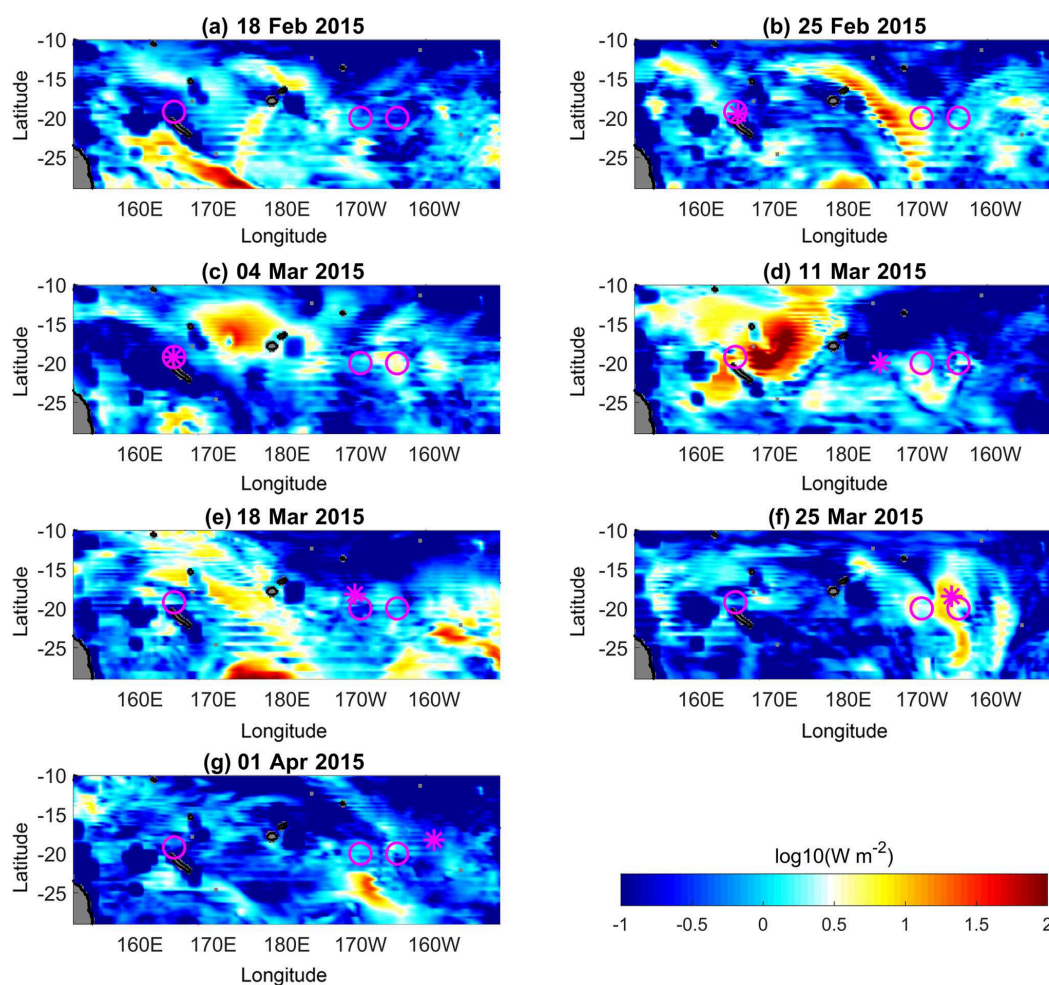 (a) 18 Feb 2015
-10
-15
-20
-25
Latitude
160E 170E 180E 170W 160W
Longitude
(b) 25 Feb 2015
-10
-15
-20
-25
Latitude
160E 170E 180E 170W 160W
Longitude
(c) 04 Mar 2015
-10
-15
-20
-25
Latitude
160E 170E 180E 170W 160W
Longitude
(d) 11 Mar 2015
-10
-15
-20
-25
Latitude
160E 170E 180E 170W 160W
Longitude
(e) 18 Mar 2015
-10
-15
-20
-25
Latitude
160E 170E 180E 170W 160W
Longitude
(f) 25 Mar 2015
-10
-15
-20
-25
Latitude
160E 170E 180E 170W 160W
Longitude
(g) 01 Apr 2015
-10
-15
-20
-25
Latitude
160E 170E 180E 170W 160W
Longitude
log10(W m⁻²)
-1 -0.5 0 0.5 1 1.5 2